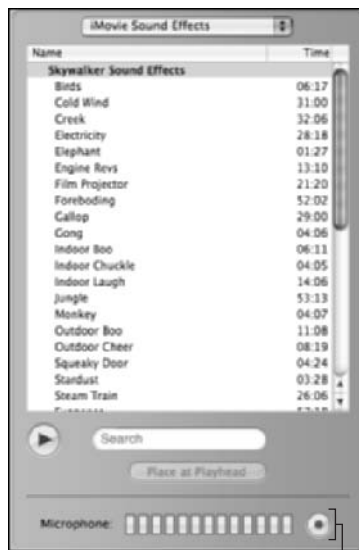 iMovie Sound Effects
Name Time
Skywalker Sound Effects
Birds 06:17
Cold Wind 31:00
Creek 32:06
Electricity 28:18
Elephant 01:27
Engine Revs 13:10
Film Projector 21:20
Foreboding 52:02
Gallop 29:00
Gong 04:06
Indoor Boo 06:11
Indoor Chuckle 04:05
Indoor Laugh 14:06
Jungle 53:13
Monkey 04:07
Outdoor Boo 11:08
Outdoor Cheer 08:19
Squeaky Door 04:24
Stardust 03:28
Steam Train 26:06
Search
Place at Playhead
Microphone: